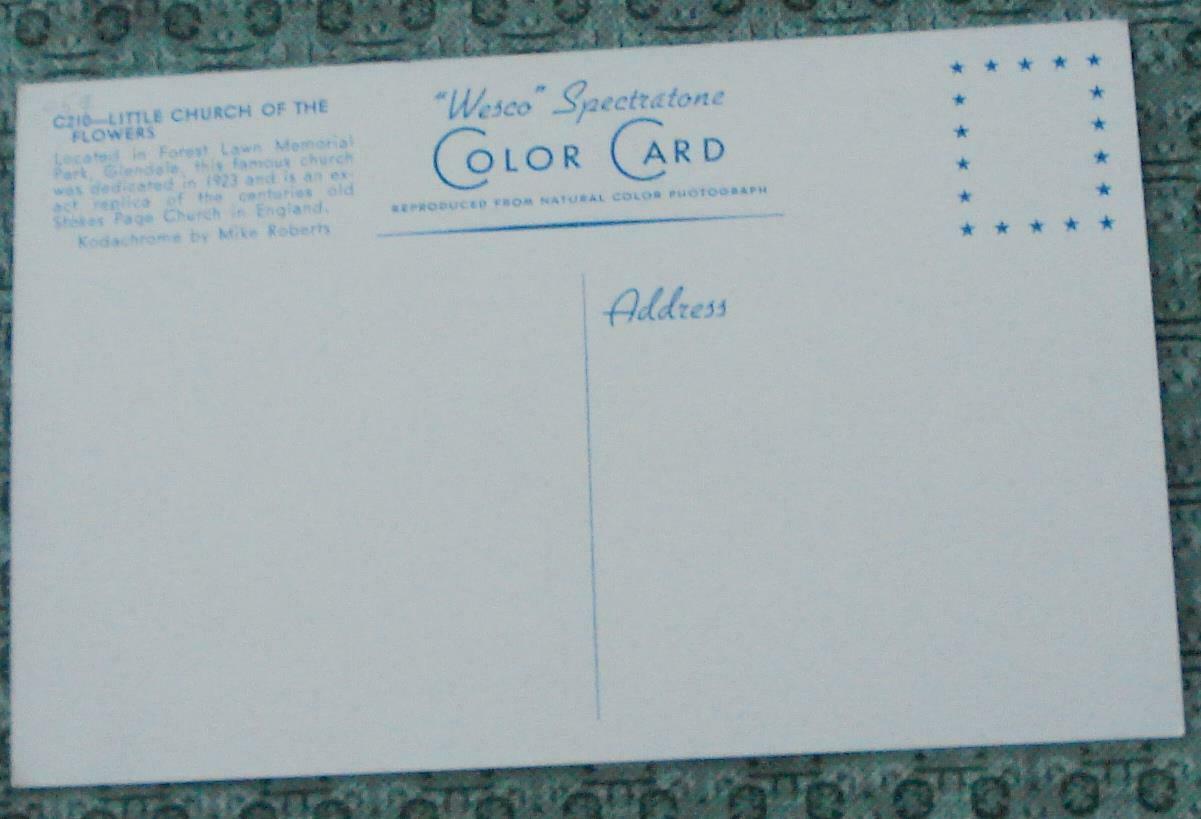 C210—LITTLE CHURCH OF THE
FLOWERS
Located in Forest Lawn Memorial
Park, Glendale, this famous church
was dedicated in 1923 and is an ex-
act replica of the centuries old
Stokes Page Church in England.
Kodachrome by Mike Roberts
"Wesco" Spectratone
COLOR CARD
REPRODUCED FROM NATURAL COLOR PHOTOGRAPH
Address